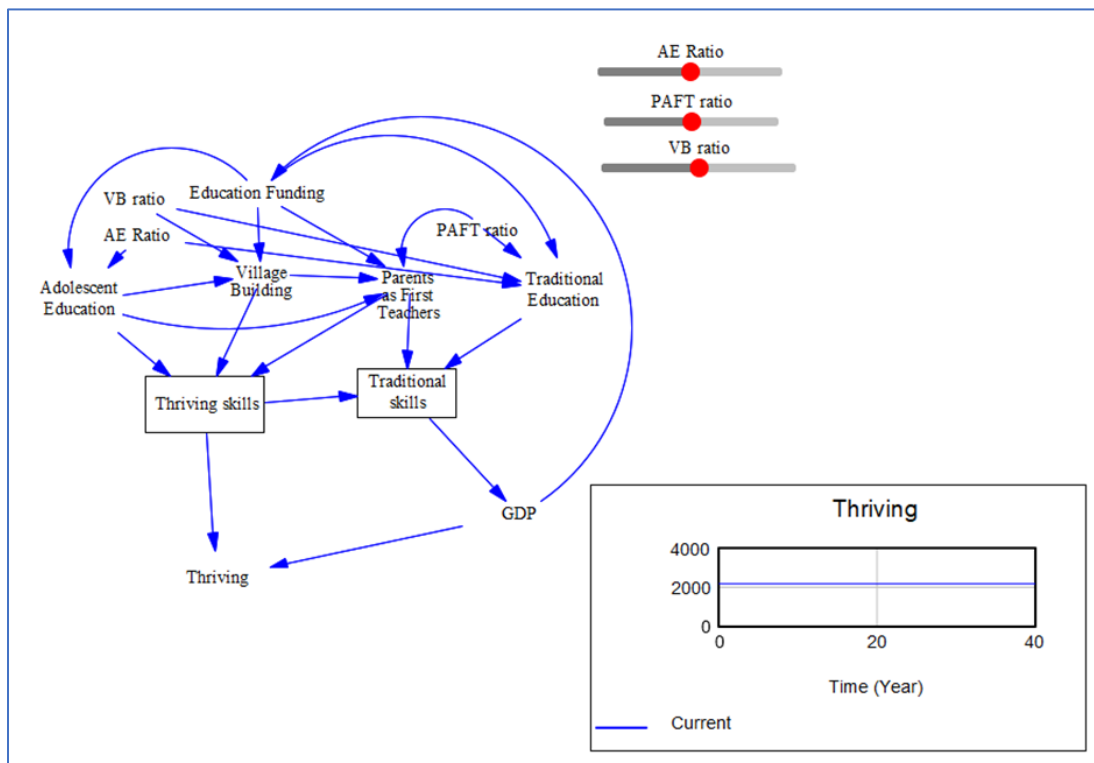 AE Ratio
PAFT ratio
VB ratio
Education Funding
VB ratio
AE Ratio
PAFT ratio
Adolescent
Education
Village
Building
Parents
as First
Teachers
Traditional
Education
Thriving skills
Traditional
skills
GDP
Thriving
Thriving
4000
2000
0
0
20
40
Time (Year)
Current